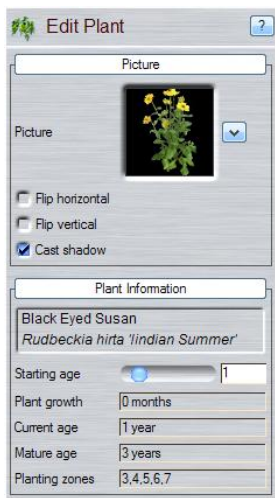 Edit Plant ?
Picture
Picture
Flip horizontal
Flip vertical
Cast shadow
Plant Information
Black Eyed Susan
Rudbeckia hirta 'Iindian Summer'
Starting age 1
Plant growth 0 months
Current age 1 year
Mature age 3 years
Planting zones 3,4,5,6,7